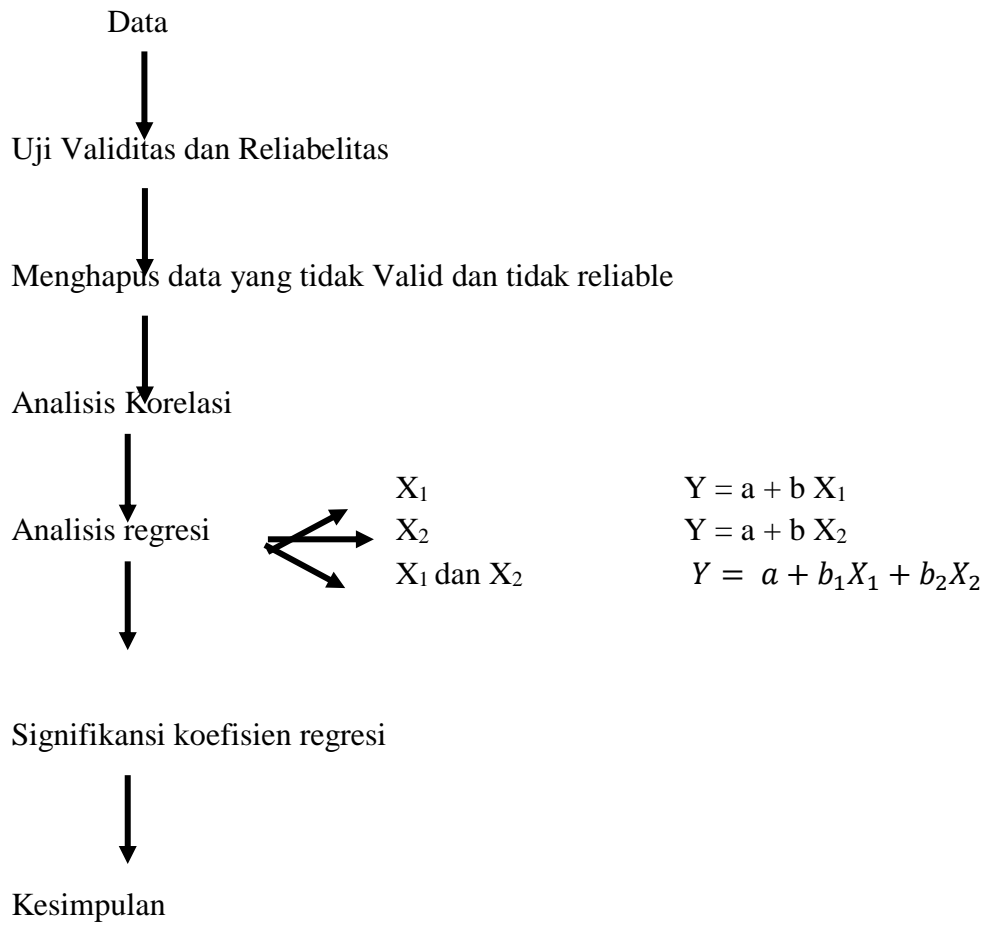 Data
Uji Validitas dan Reliabelitas
Menghapus data yang tidak Valid dan tidak reliable
Analisis Korelasi
X₁ Y = a + b X₁
Analisis regresi X₂ Y = a + b X₂
X₁ dan X₂ Y = a + b₁X₁ + b₂X₂
Signifikansi koefisien regresi
Kesimpulan